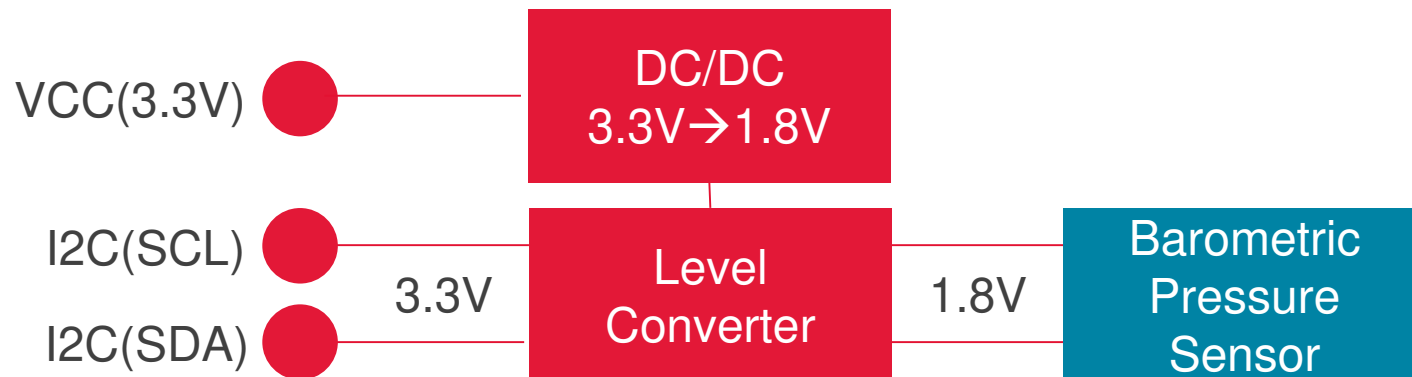 VCC(3.3V)
DC/DC
3.3V→1.8V
I2C(SCL)
3.3V
I2C(SDA)
Level
Converter
1.8V
Barometric
Pressure
Sensor